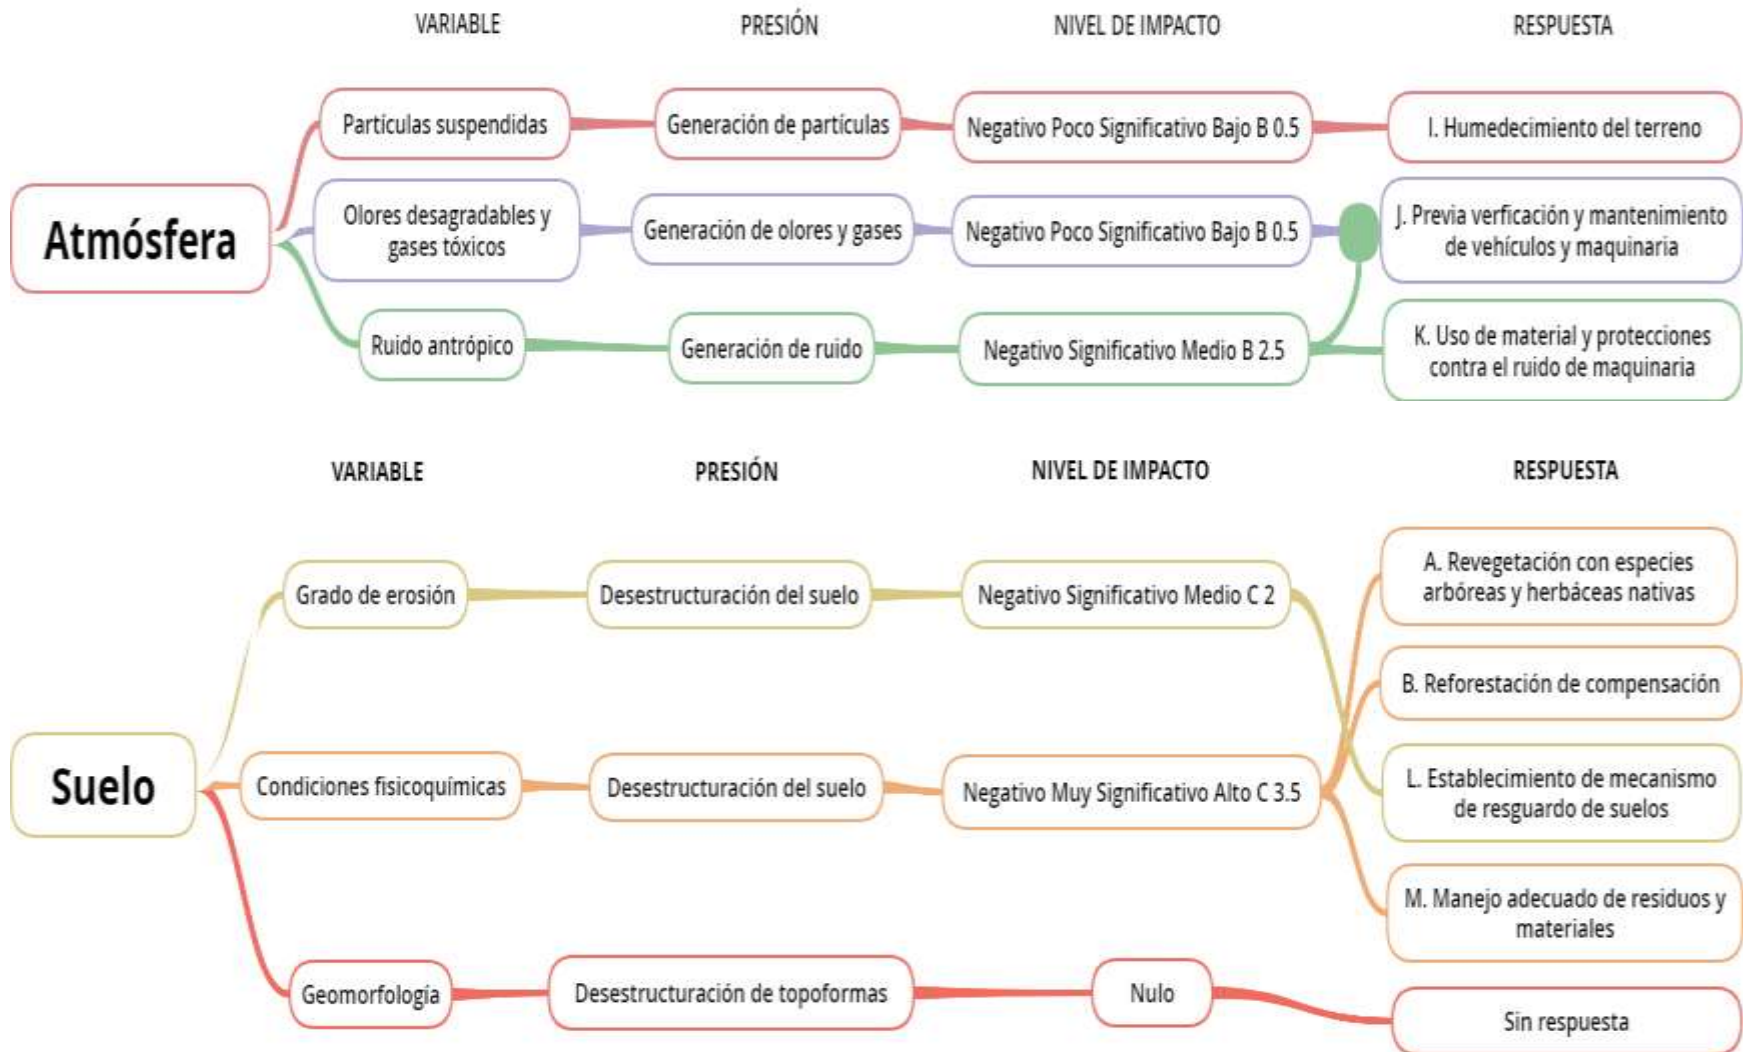 VARIABLE
PRESIÓN
NIVEL DE IMPACTO
RESPUESTA
Atmósfera
Partículas suspendidas
Generación de partículas
Negativo Poco Significativo Bajo B 0.5
I. Humedecimiento del terreno
Olores desagradables y
gases tóxicos
Generación de olores y gases
Negativo Poco Significativo Bajo B 0.5
J. Previa verficación y mantenimiento
de vehículos y maquinaria
Ruido antrópico
Generación de ruido
Negativo Significativo Medio B 2.5
K. Uso de material y protecciones
contra el ruido de maquinaria
VARIABLE
PRESIÓN
NIVEL DE IMPACTO
RESPUESTA
Suelo
Grado de erosión
Desestructuración del suelo
Negativo Significativo Medio C 2
A. Revegetación con especies
arbóreas y herbáceas nativas
B. Reforestación de compensación
Condiciones fisicoquímicas
Desestructuración del suelo
Negativo Muy Significativo Alto C 3.5
L. Establecimiento de mecanismo
de resguardo de suelos
M. Manejo adecuado de residuos y
materiales
Geomorfología
Desestructuración de topoformas
Nulo
Sin respuesta